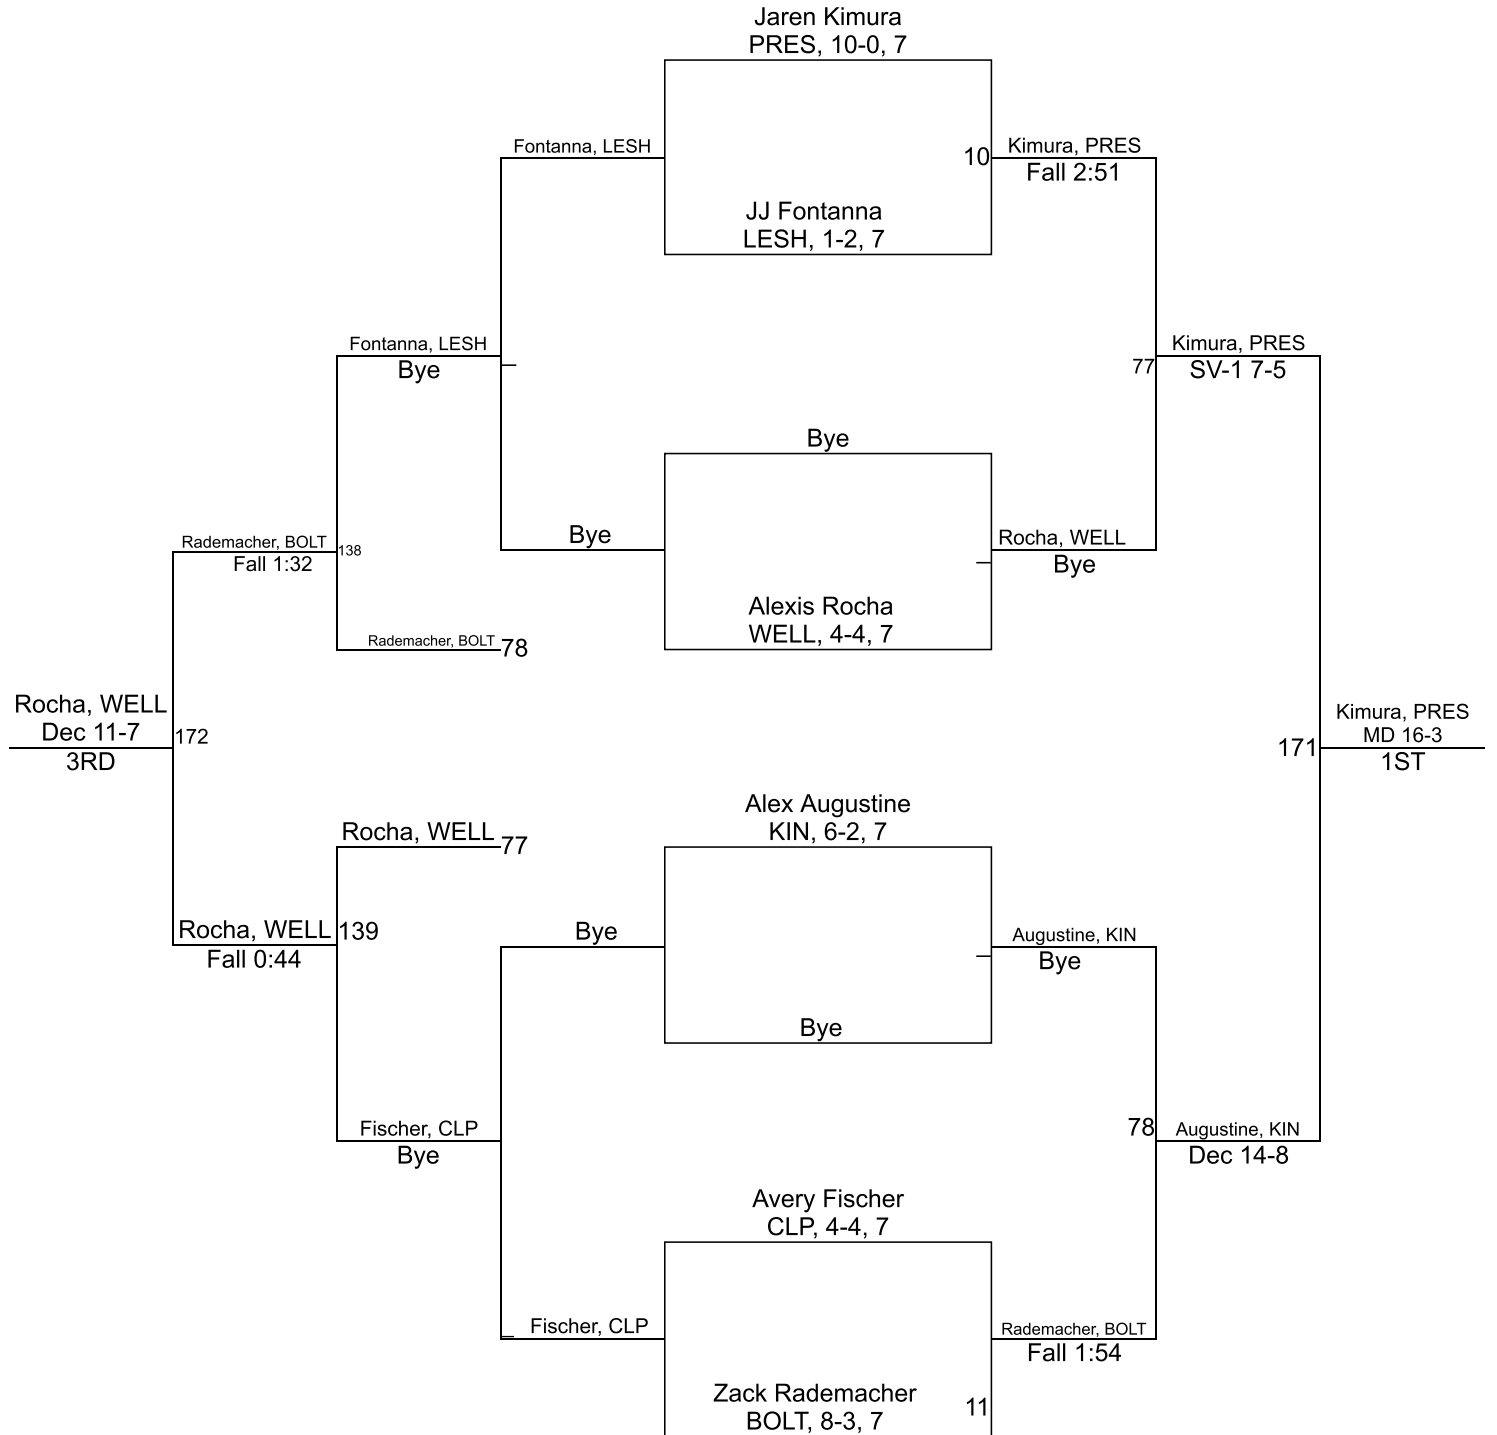 Jaren Kimura
PRES, 10-0, 7
Fontanna, LESH
10
Kimura, PRES
Fall 2:51
JJ Fontanna
LESH, 1-2, 7
Fontanna, LESH
Bye
77
Kimura, PRES
SV-1 7-5
Bye
Bye
Rocha, WELL
Bye
Rademacher, BOLT
Fall 1:32
138
Alexis Rocha
WELL, 4-4, 7
Rademacher, BOLT
78
Rocha, WELL
Dec 11-7
3RD
172
171
Kimura, PRES
MD 16-3
1ST
Alex Augustine
KIN, 6-2, 7
Rocha, WELL
77
Rocha, WELL
Fall 0:44
139
Bye
Augustine, KIN
Bye
Bye
Fischer, CLP
Bye
78
Augustine, KIN
Dec 14-8
Avery Fischer
CLP, 4-4, 7
Fischer, CLP
Rademacher, BOLT
Fall 1:54
Zack Rademacher
BOLT, 8-3, 7
11